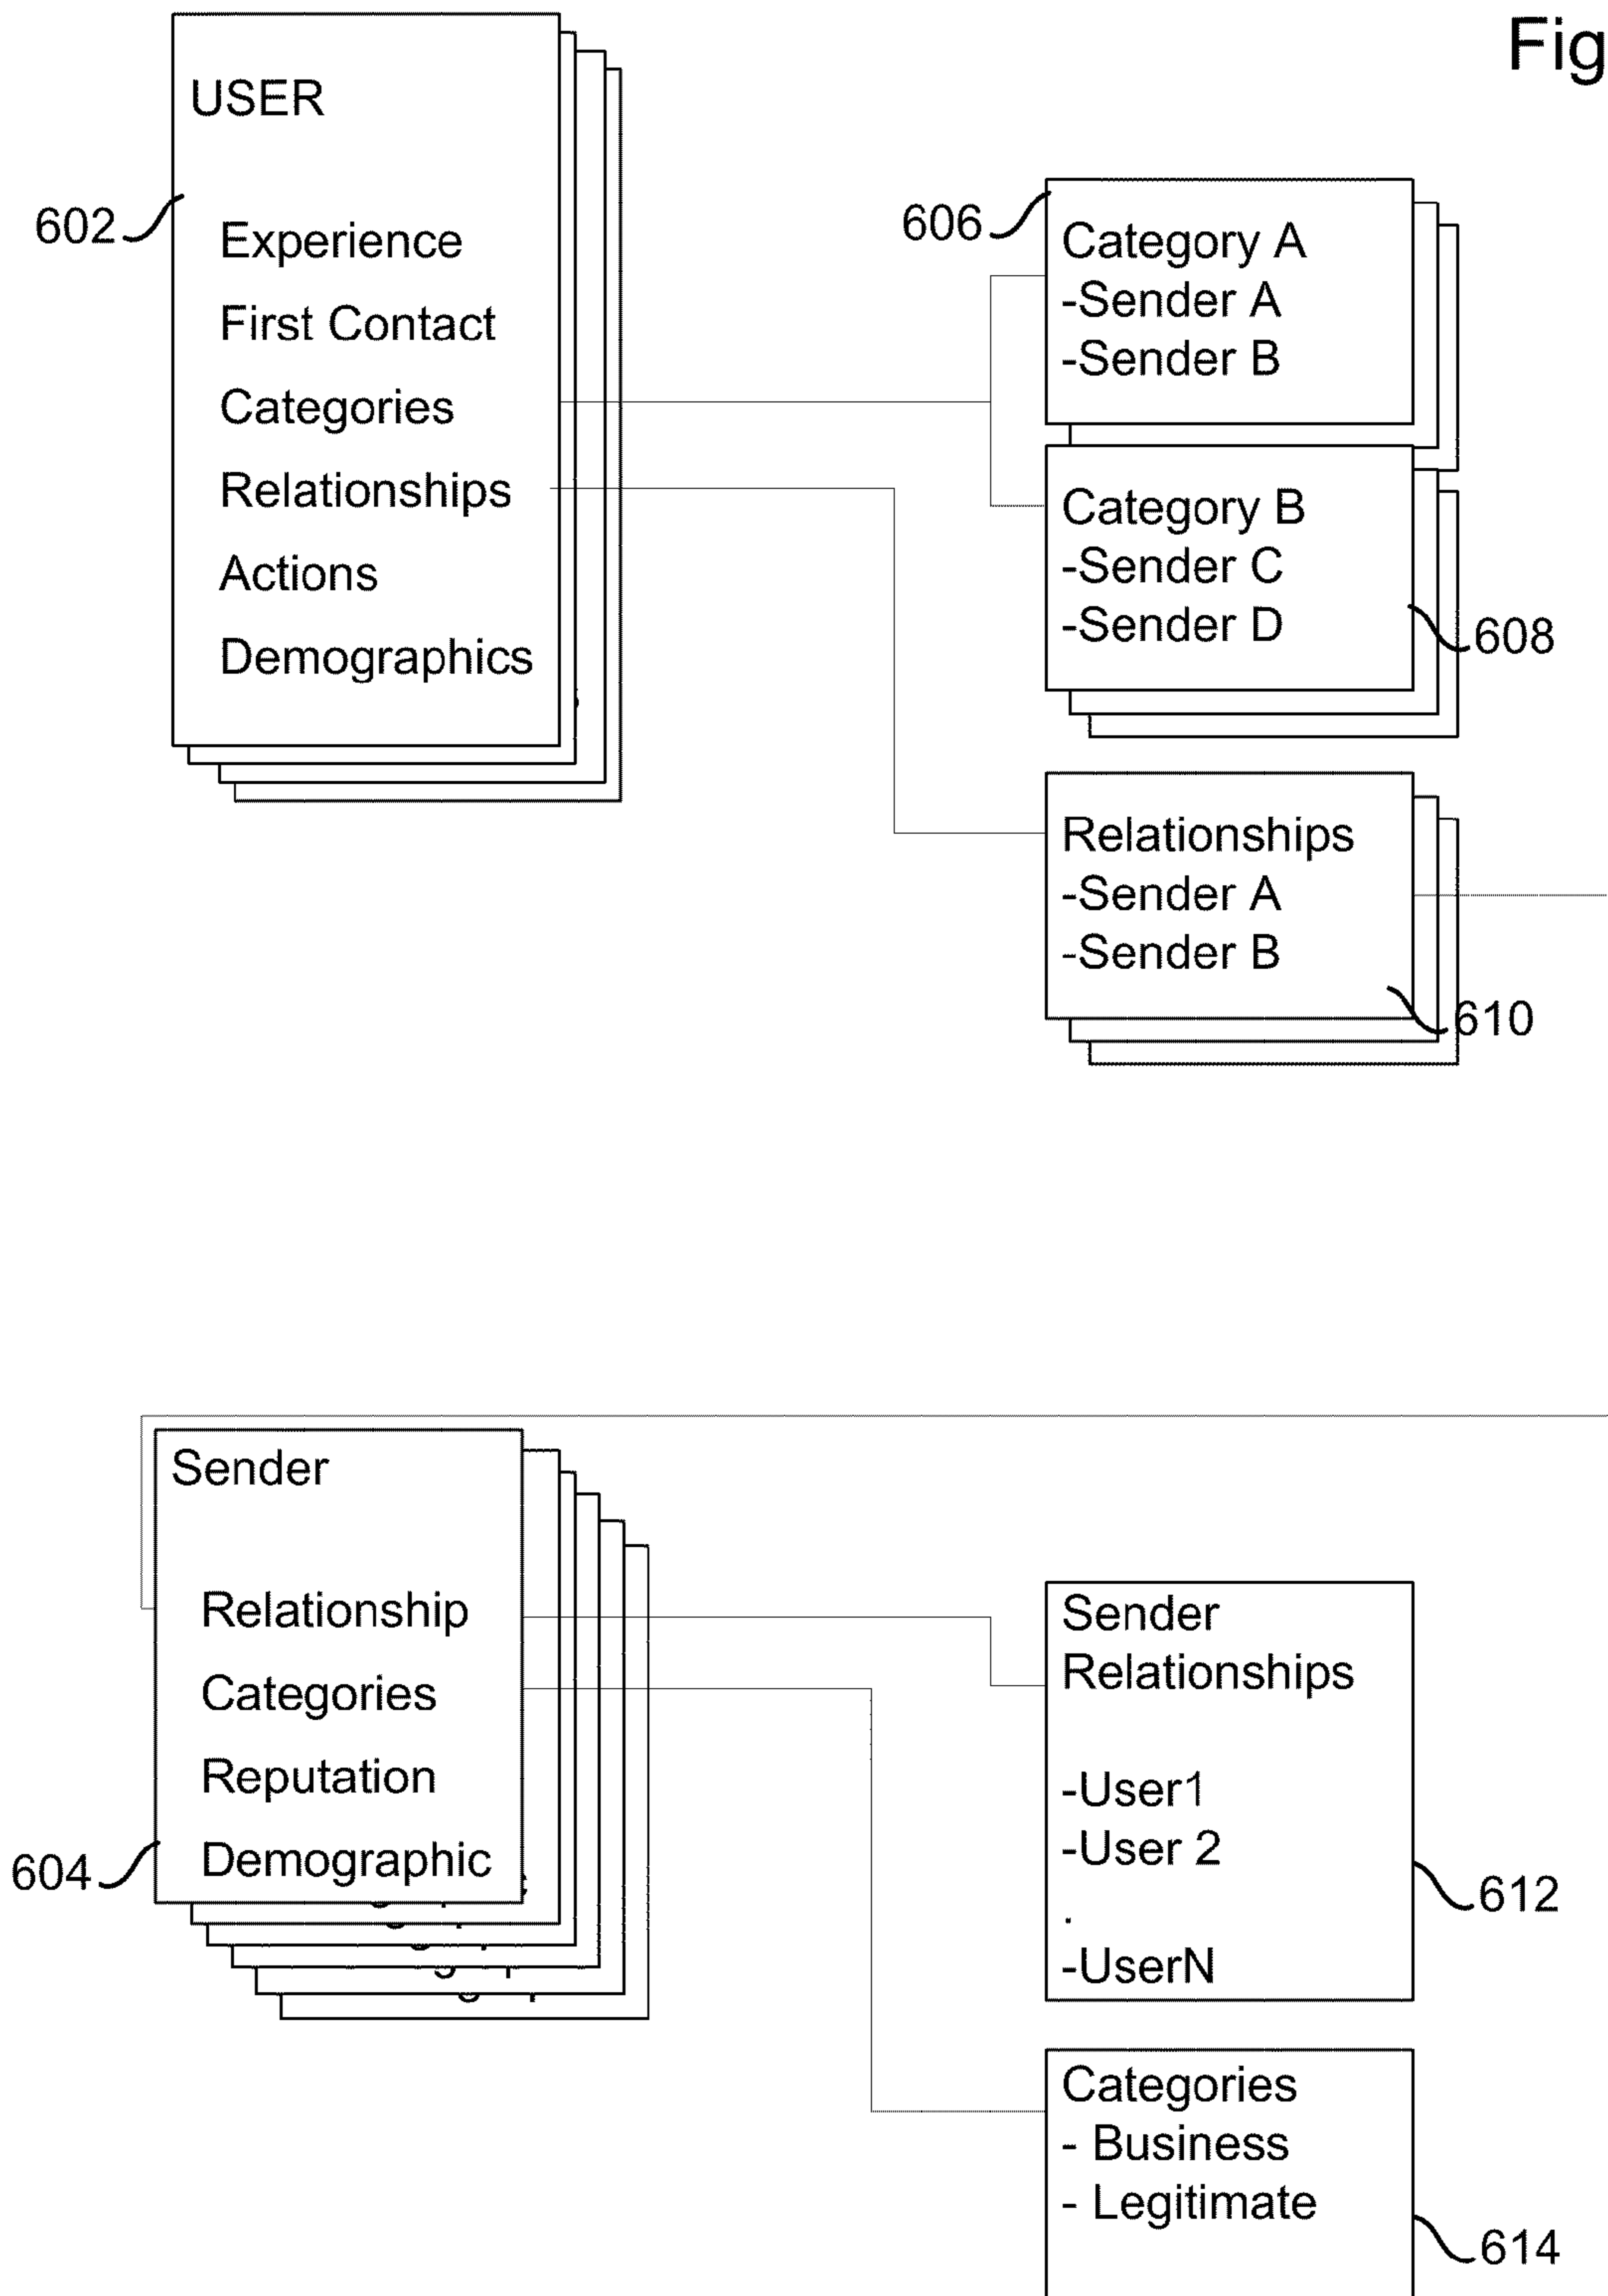 Fig
USER
602
Experience
First Contact
Categories
Relationships
Actions
Demographics
606
Category A
-Sender A
-Sender B
Category B
-Sender C
-Sender D
608
Relationships
-Sender A
-Sender B
610
Sender
Relationship
Categories
Reputation
Demographic
604
Sender
Relationships
-User1
-User 2
.
-UserN
612
Categories
- Business
- Legitimate
614